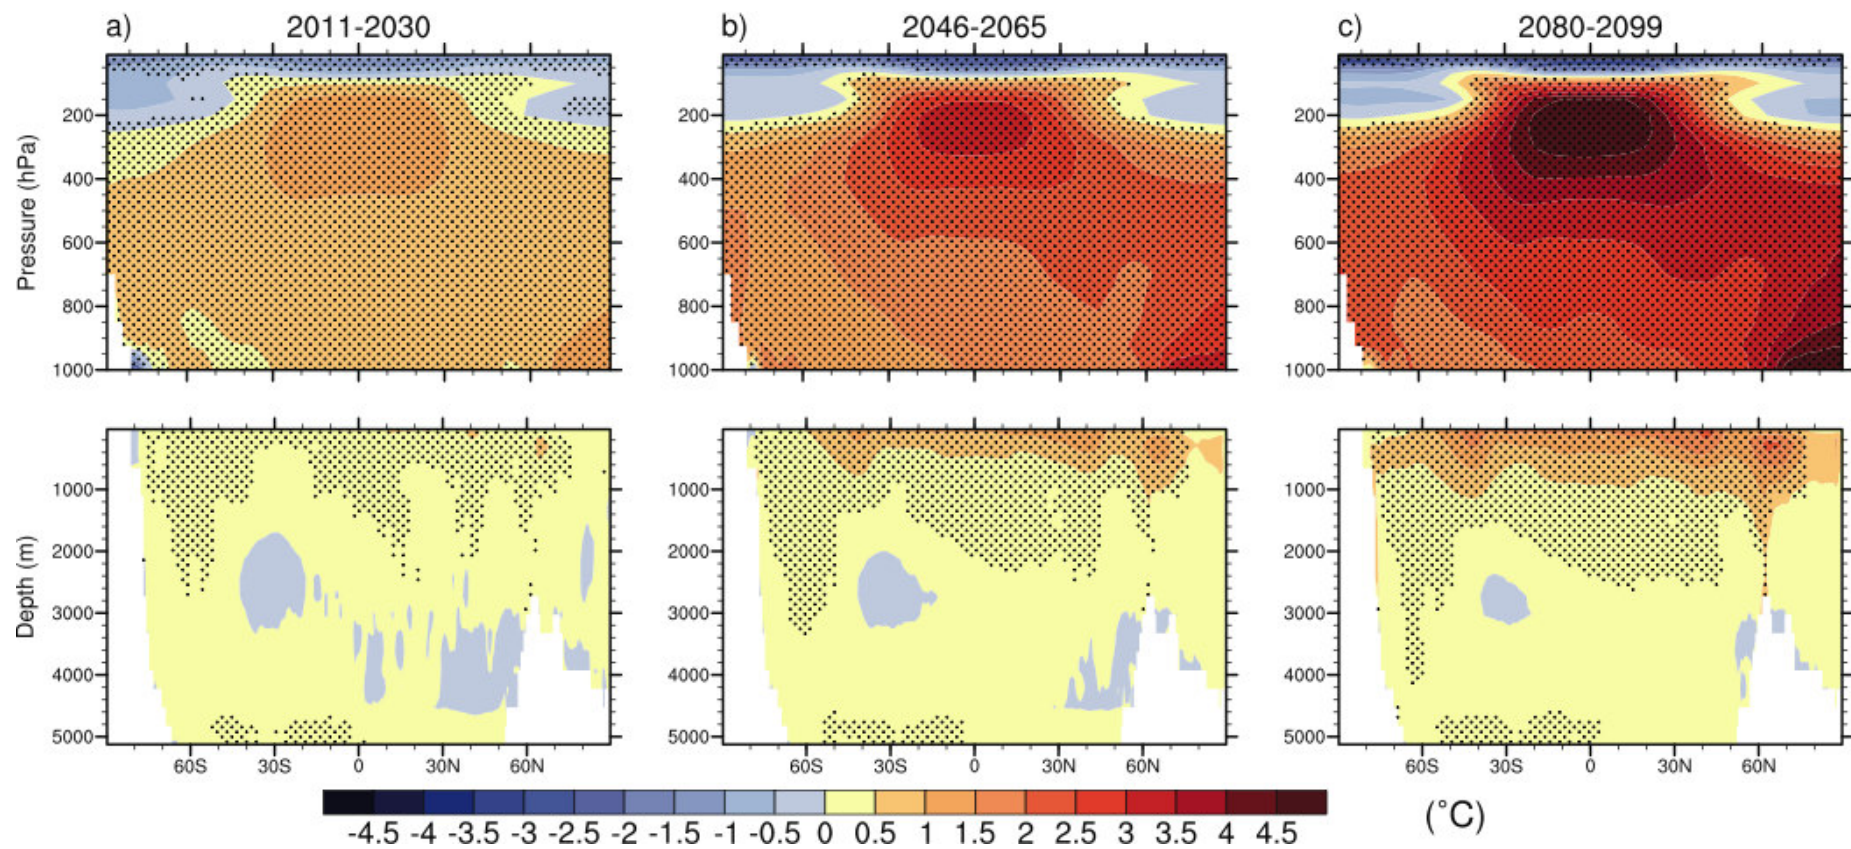 a) 2011-2030 b) 2046-2065 c) 2080-2099
Pressure (hPa)
200 200 200
400 400 400
600 600 600
800 800 800
1000 1000 1000
Depth (m)
1000 1000 1000
2000 2000 2000
3000 3000 3000
4000 4000 4000
5000 5000 5000
60S 30S 0 30N 60N 60S 30S 0 30N 60N 60S 30S 0 30N 60N
-4.5 -4 -3.5 -3 -2.5 -2 -1.5 -1 -0.5 0 0.5 1 1.5 2 2.5 3 3.5 4 4.5 (°C)